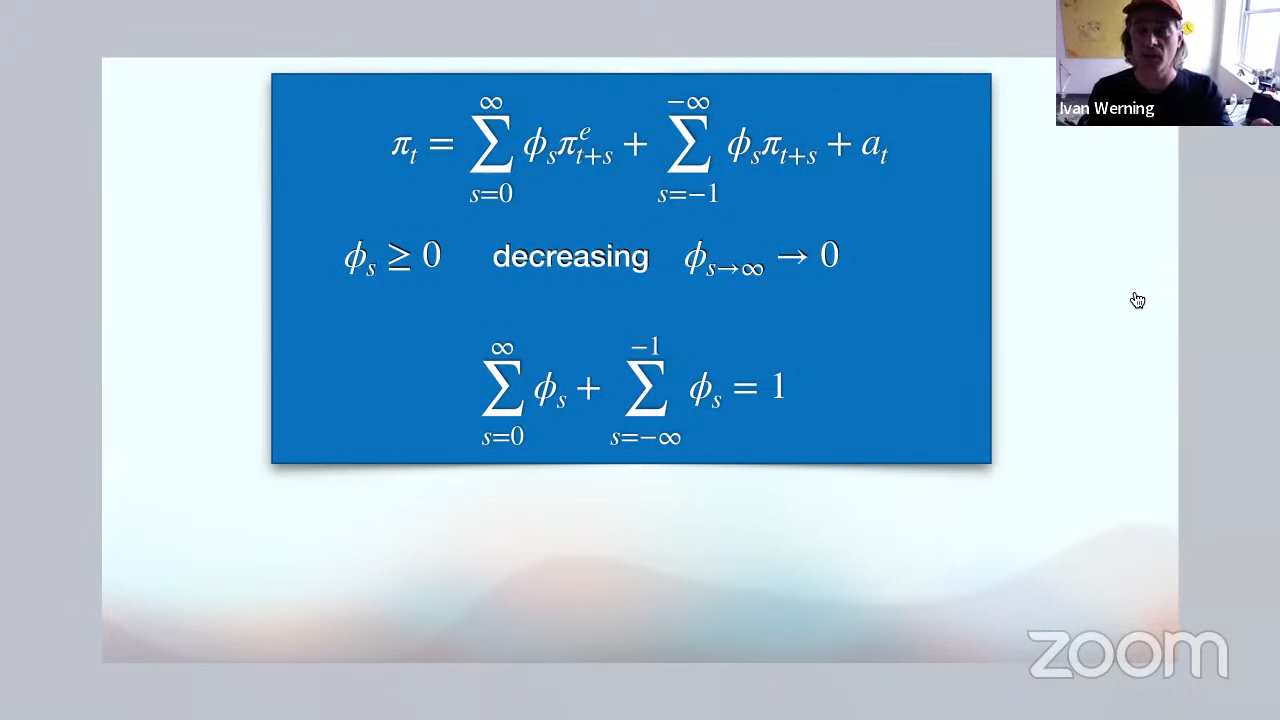 Ivan Werning
π_t = ∑_{s=0}^{∞} ϕ_s π^e_{t+s} + ∑_{s=−1}^{−∞} ϕ_s π_{t+s} + a_t
ϕ_s ≥ 0 decreasing ϕ_{s→∞} → 0
∑_{s=0}^{∞} ϕ_s + ∑_{s=−∞}^{−1} ϕ_s = 1
zoom